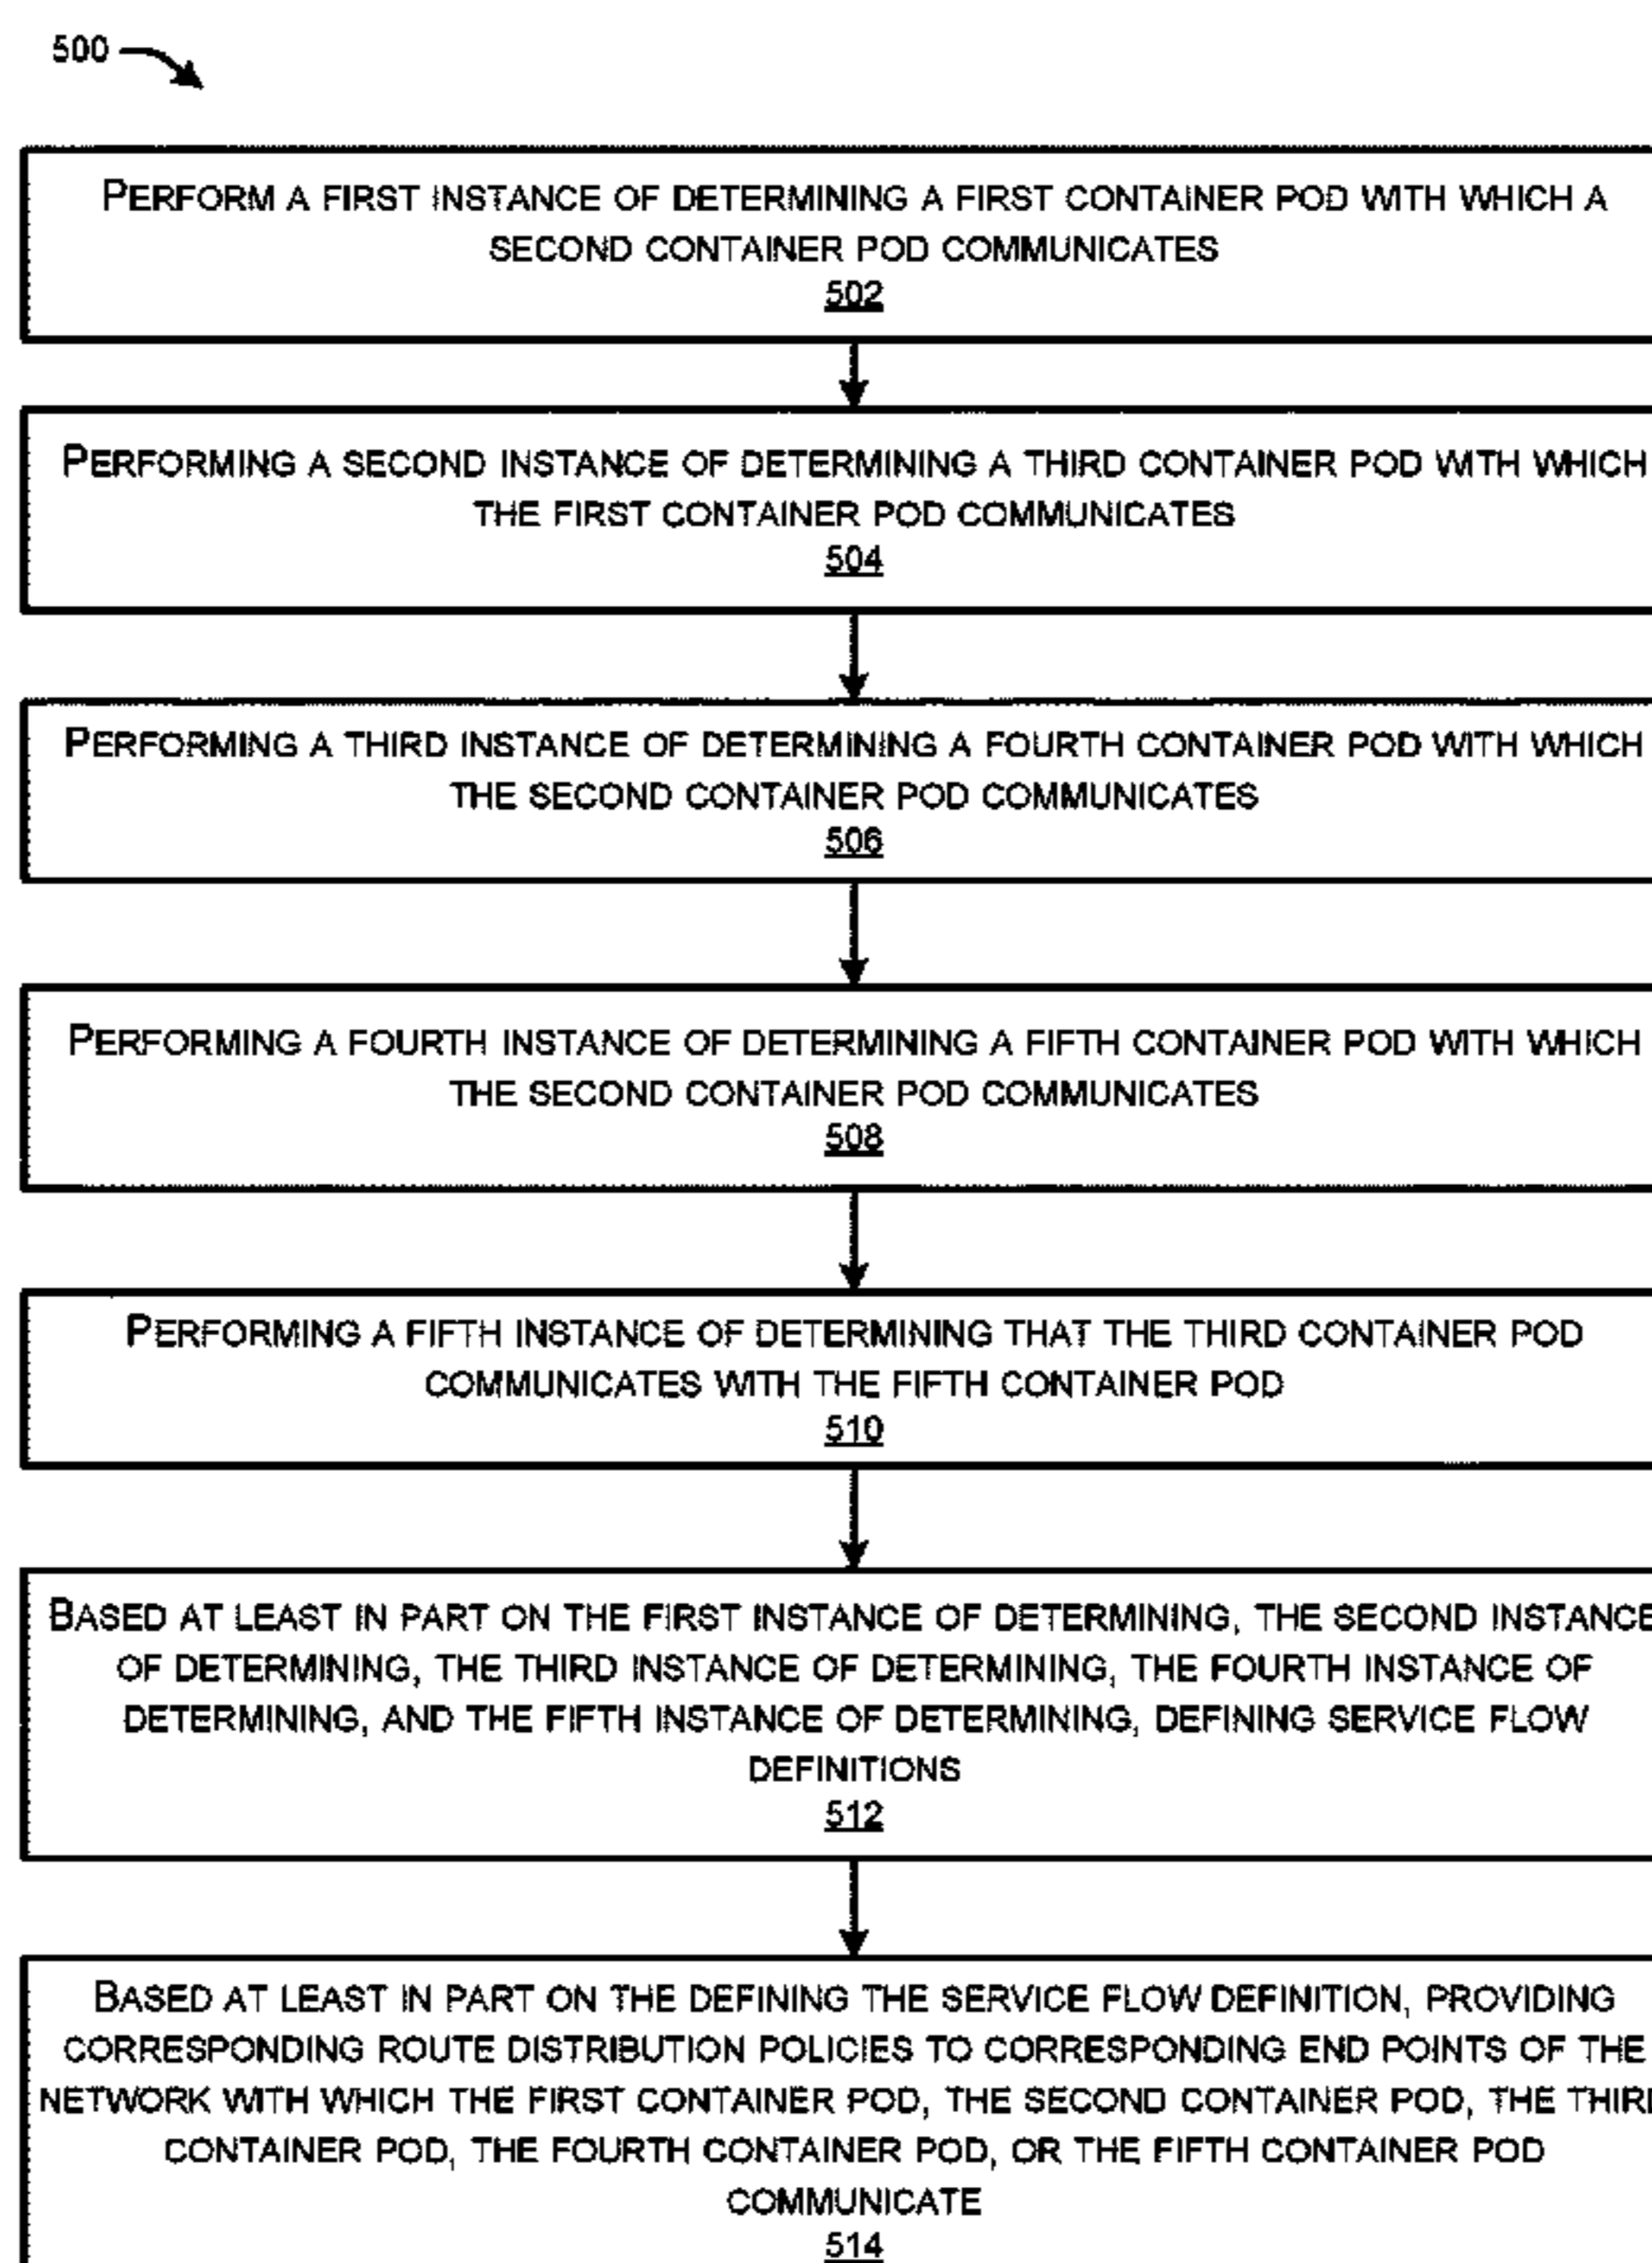 500
PERFORM A FIRST INSTANCE OF DETERMINING A FIRST CONTAINER POD WITH WHICH A
SECOND CONTAINER POD COMMUNICATES
502
PERFORMING A SECOND INSTANCE OF DETERMINING A THIRD CONTAINER POD WITH WHICH
THE FIRST CONTAINER POD COMMUNICATES
504
PERFORMING A THIRD INSTANCE OF DETERMINING A FOURTH CONTAINER POD WITH WHICH
THE SECOND CONTAINER POD COMMUNICATES
506
PERFORMING A FOURTH INSTANCE OF DETERMINING A FIFTH CONTAINER POD WITH WHICH
THE SECOND CONTAINER POD COMMUNICATES
508
PERFORMING A FIFTH INSTANCE OF DETERMINING THAT THE THIRD CONTAINER POD
COMMUNICATES WITH THE FIFTH CONTAINER POD
510
BASED AT LEAST IN PART ON THE FIRST INSTANCE OF DETERMINING, THE SECOND INSTANCE
OF DETERMINING, THE THIRD INSTANCE OF DETERMINING, THE FOURTH INSTANCE OF
DETERMINING, AND THE FIFTH INSTANCE OF DETERMINING, DEFINING SERVICE FLOW
DEFINITIONS
512
BASED AT LEAST IN PART ON THE DEFINING THE SERVICE FLOW DEFINITION, PROVIDING
CORRESPONDING ROUTE DISTRIBUTION POLICIES TO CORRESPONDING END POINTS OF THE
NETWORK WITH WHICH THE FIRST CONTAINER POD, THE SECOND CONTAINER POD, THE THIRD
CONTAINER POD, THE FOURTH CONTAINER POD, OR THE FIFTH CONTAINER POD
COMMUNICATE
514